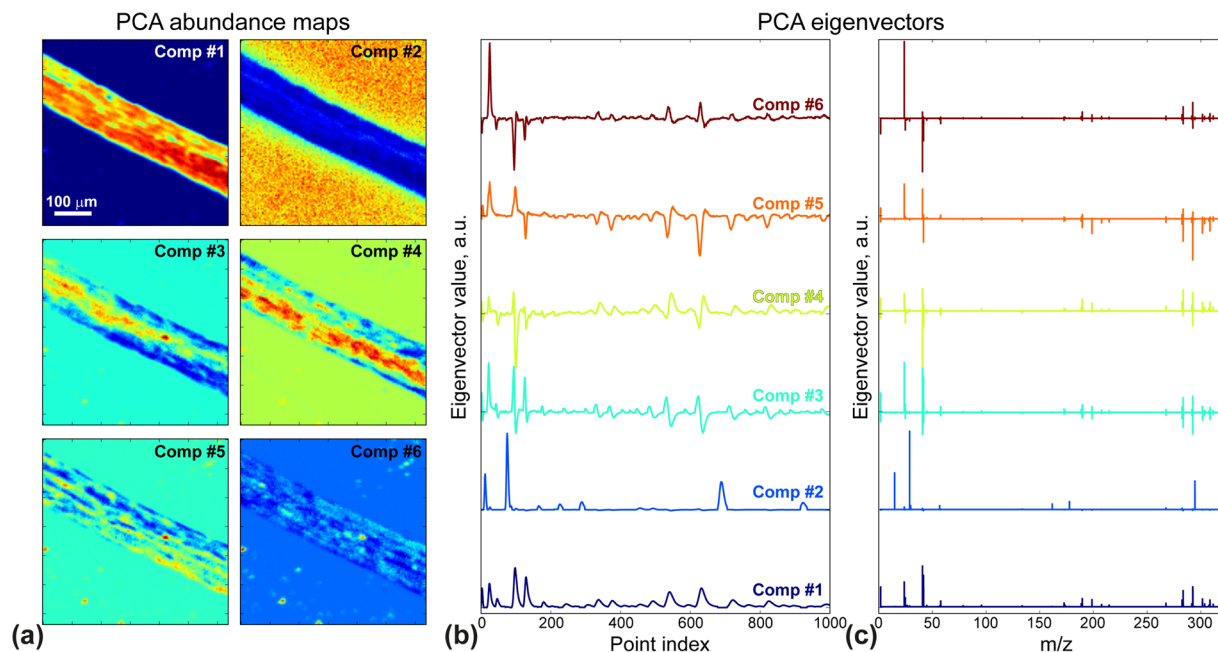 PCA abundance maps
PCA eigenvectors
Comp #1
Comp #2
100 μm
Comp #3
Comp #4
Comp #5
Comp #6
(a)
Eigenvector value, a.u.
Comp #6
Comp #5
Comp #4
Comp #3
Comp #2
Comp #1
0 200 400 600 800 1000
Point index
(b)
Eigenvector value, a.u.
0 50 100 150 200 250 300
m/z
(c)